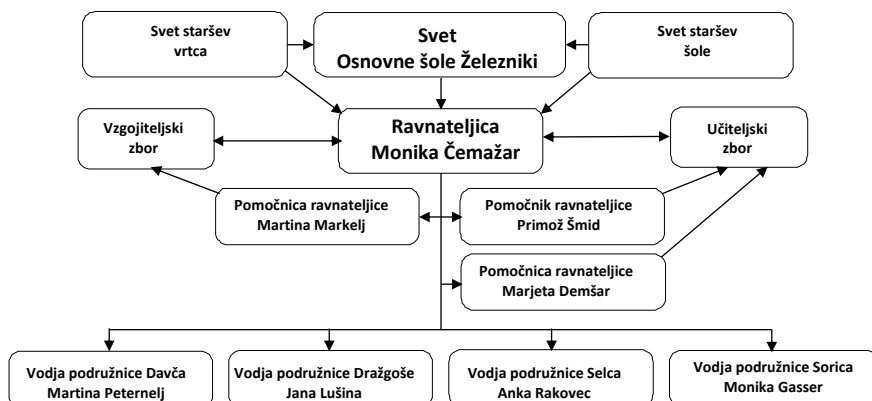 Svet staršev
vrtca
Svet
Osnovne šole Železniki
Svet staršev
šole
Vzgojiteljski
zbor
Ravnateljica
Monika Čemažar
Učiteljski
zbor
Pomočnica ravnateljice
Martina Markelj
Pomočnik ravnateljice
Primož Šmid
Pomočnica ravnateljice
Marjeta Demšar
Vodja podružnice Davča
Martina Peternelj
Vodja podružnice Dražgoše
Jana Lušina
Vodja podružnice Selca
Anka Rakovec
Vodja podružnice Sorica
Monika Gasser